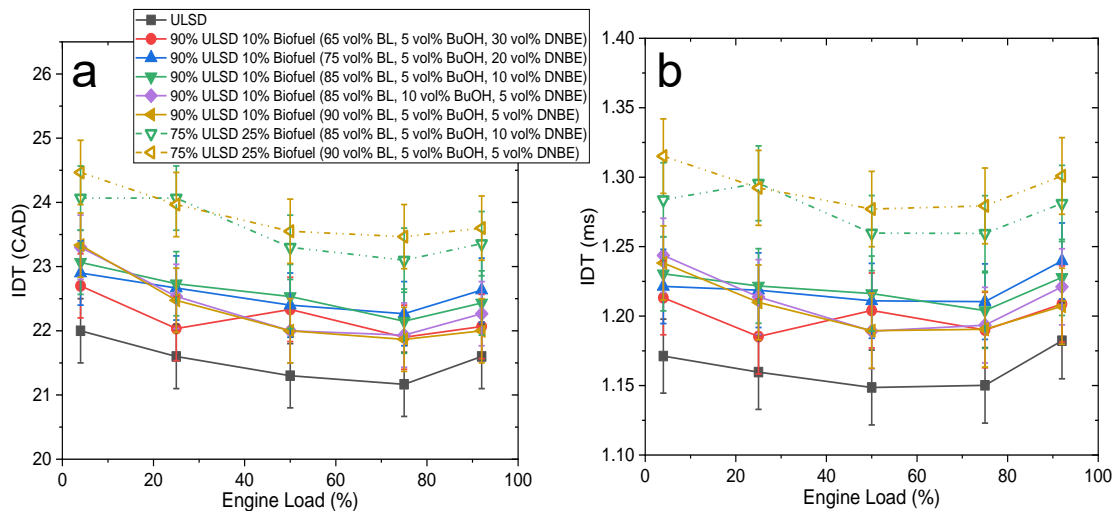 ULSD
90% ULSD 10% Biofuel (65 vol% BL, 5 vol% BuOH, 30 vol% DNBE)
90% ULSD 10% Biofuel (75 vol% BL, 5 vol% BuOH, 20 vol% DNBE)
90% ULSD 10% Biofuel (85 vol% BL, 5 vol% BuOH, 10 vol% DNBE)
90% ULSD 10% Biofuel (85 vol% BL, 10 vol% BuOH, 5 vol% DNBE)
90% ULSD 10% Biofuel (90 vol% BL, 5 vol% BuOH, 5 vol% DNBE)
75% ULSD 25% Biofuel (85 vol% BL, 5 vol% BuOH, 10 vol% DNBE)
75% ULSD 25% Biofuel (90 vol% BL, 5 vol% BuOH, 5 vol% DNBE)
a
IDT (CAD)
26
25
24
23
22
21
20
0 20 40 60 80 100
Engine Load (%)
b
IDT (ms)
1.40
1.35
1.30
1.25
1.20
1.15
1.10
0 20 40 60 80 100
Engine Load (%)